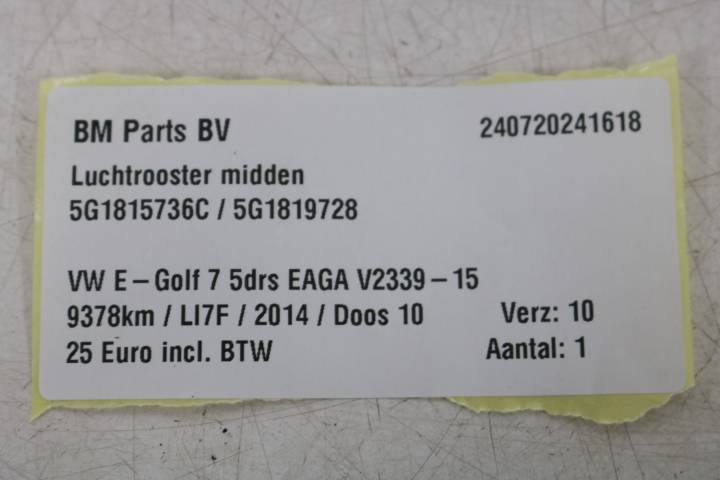 BM Parts BV 240720241618
Luchtrooster midden
5G1815736C / 5G1819728
VW E-Golf 7 5drs EAGA V2339-15
9378km / LI7F / 2014 / Doos 10 Verz: 10
25 Euro incl. BTW Aantal: 1